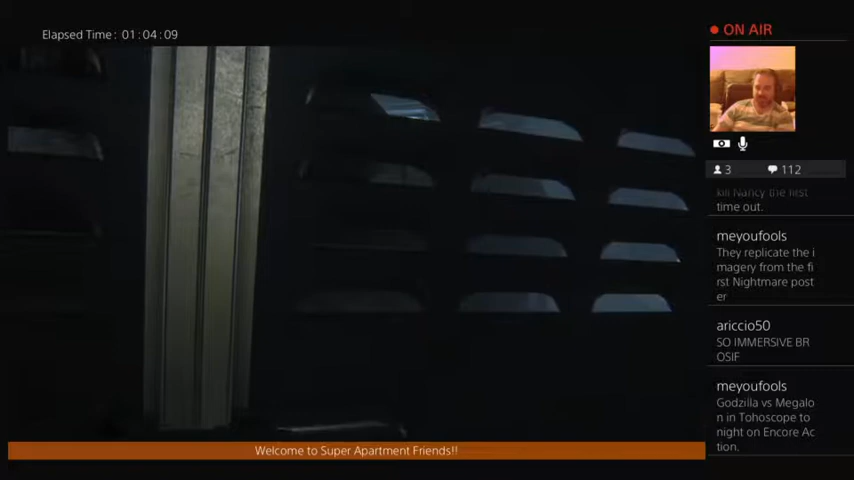 Elapsed Time: 01:04:09
ON AIR
3 112
kill Nancy the first
time out.
meyoufools
They replicate the i
magery from the fi
rst Nightmare post
er
ariccio50
SO IMMERSIVE BR
OSIF
meyoufools
Godzilla vs Megalo
n in Tohoscope to
night on Encore Ac
tion.
Welcome to Super Apartment Friends!!